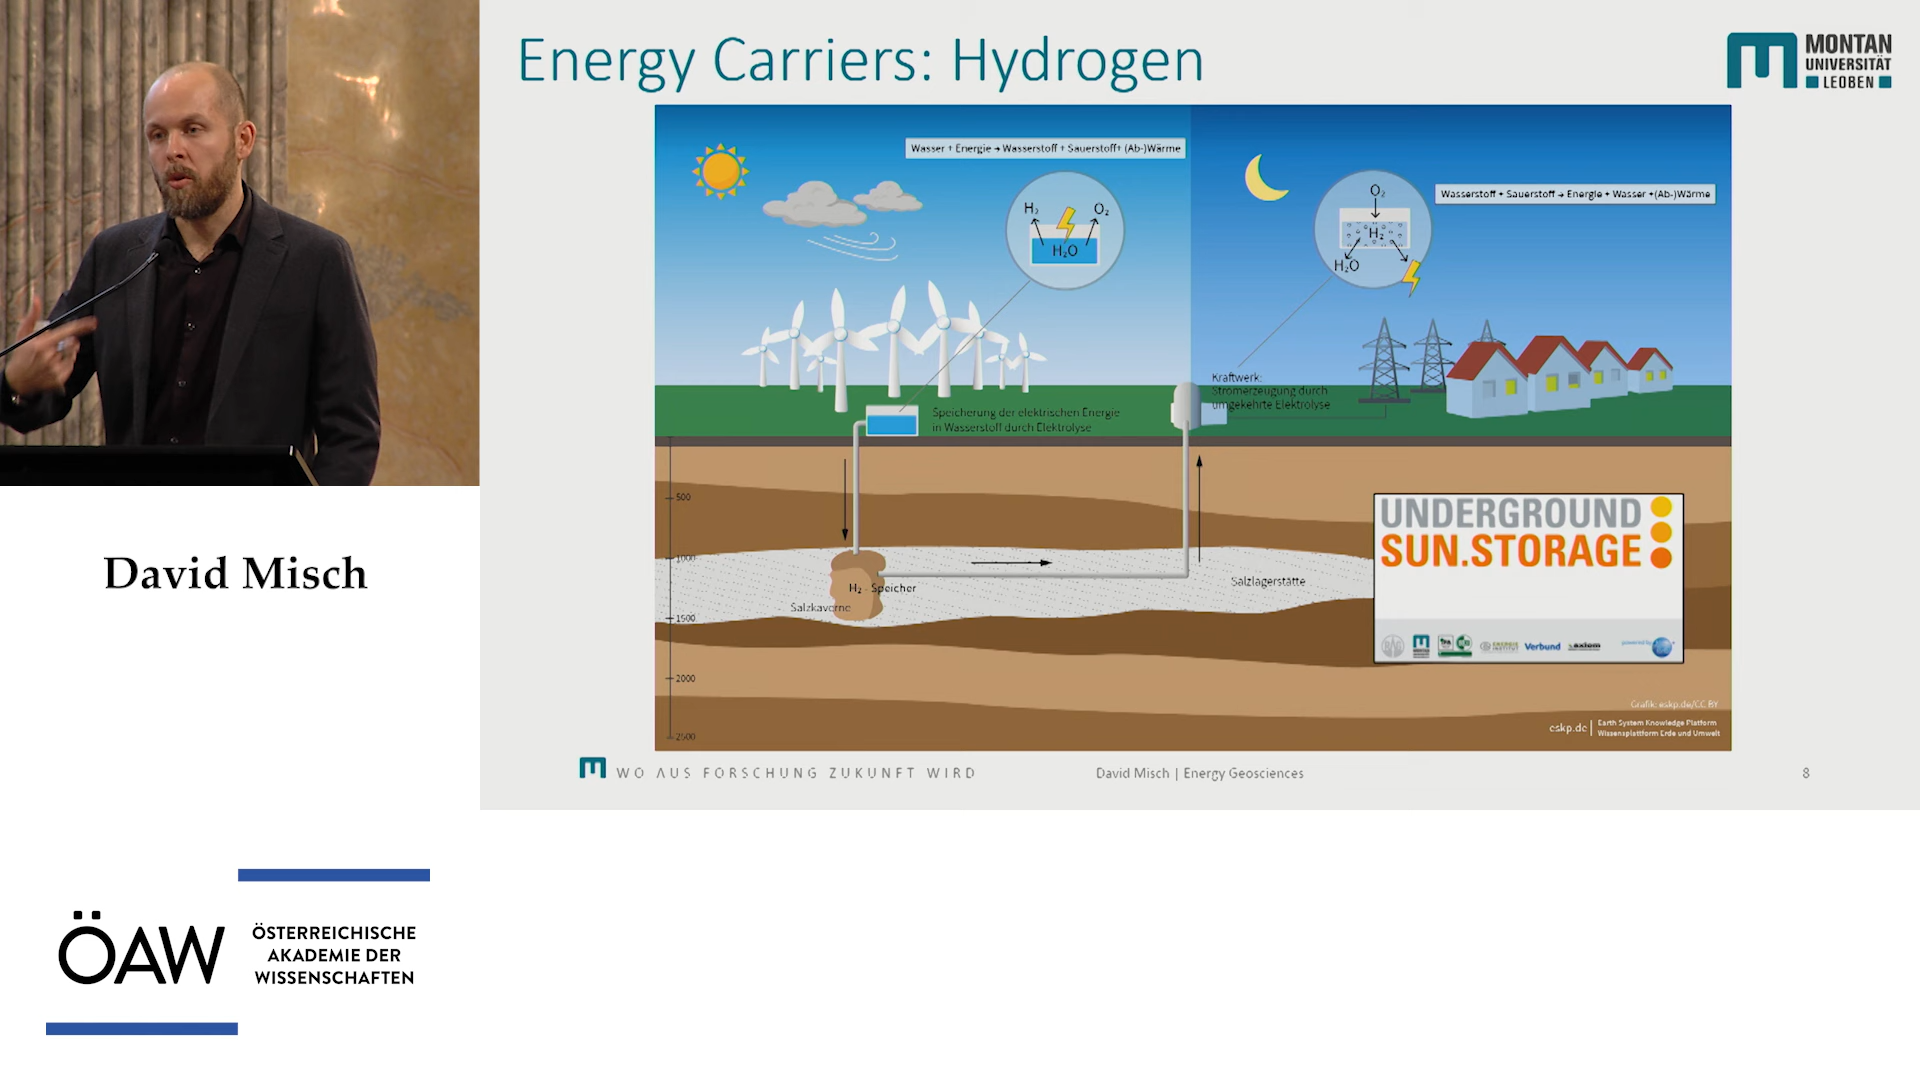 Energy Carriers: Hydrogen
MONTAN
UNIVERSITÄT
LEOBEN
Wasser + Energie → Wasserstoff + Sauerstoff+ (Ab-)Wärme
H₂
O₂
H₂O
O₂
H₂
H₂O
Wasserstoff + Sauerstoff → Energie + Wasser +(Ab-)Wärme
Kraftwerk:
Stromerzeugung durch
umgekehrte Elektrolyse
Speicherung der elektrischen Energie
in Wasserstoff durch Elektrolyse
500
1000
1500
2000
2500
H₂ - Speicher
Salzkaverne
Salzlagerstätte
UNDERGROUND
SUN.STORAGE
Verbund
axiom
powered by
Grafik: eskp.de/CC BY
eskp.de
Earth System Knowledge Platform
Wissensplattform Erde und Umwelt
WO AUS FORSCHUNG ZUKUNFT WIRD
David Misch | Energy Geosciences
8
David Misch
ÖAW
ÖSTERREICHISCHE
AKADEMIE DER
WISSENSCHAFTEN